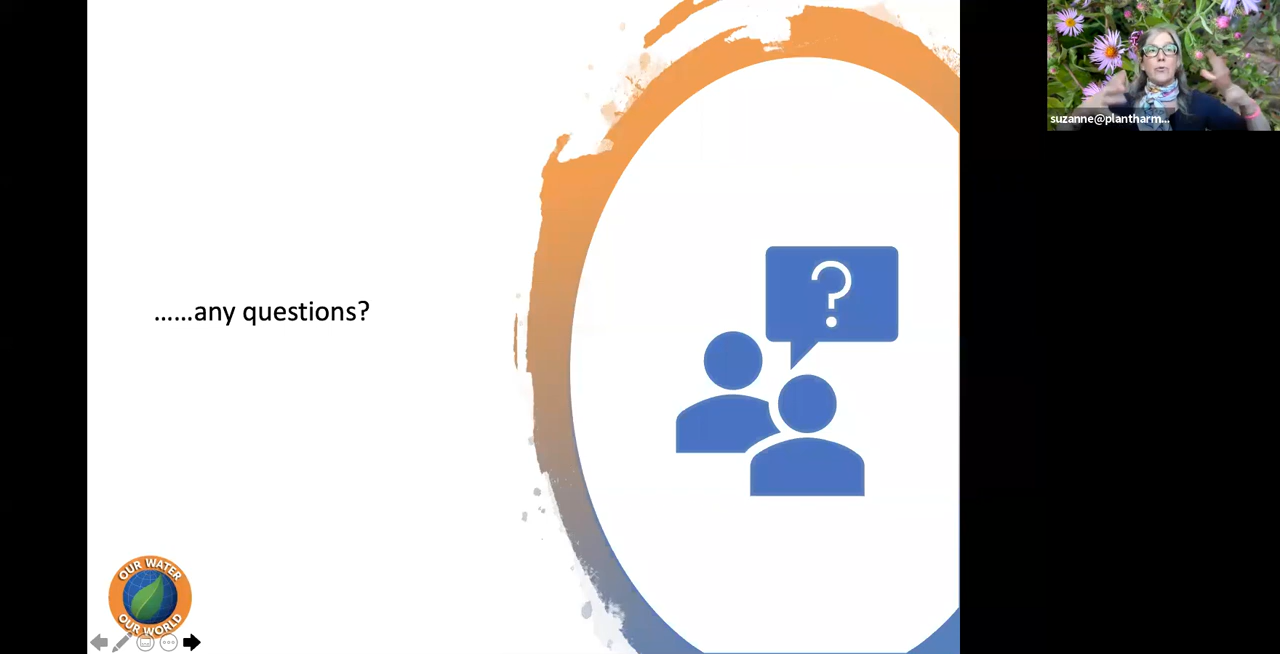 suzanne@plantharm...
……any questions?
?
OUR WATER
OUR WORLD